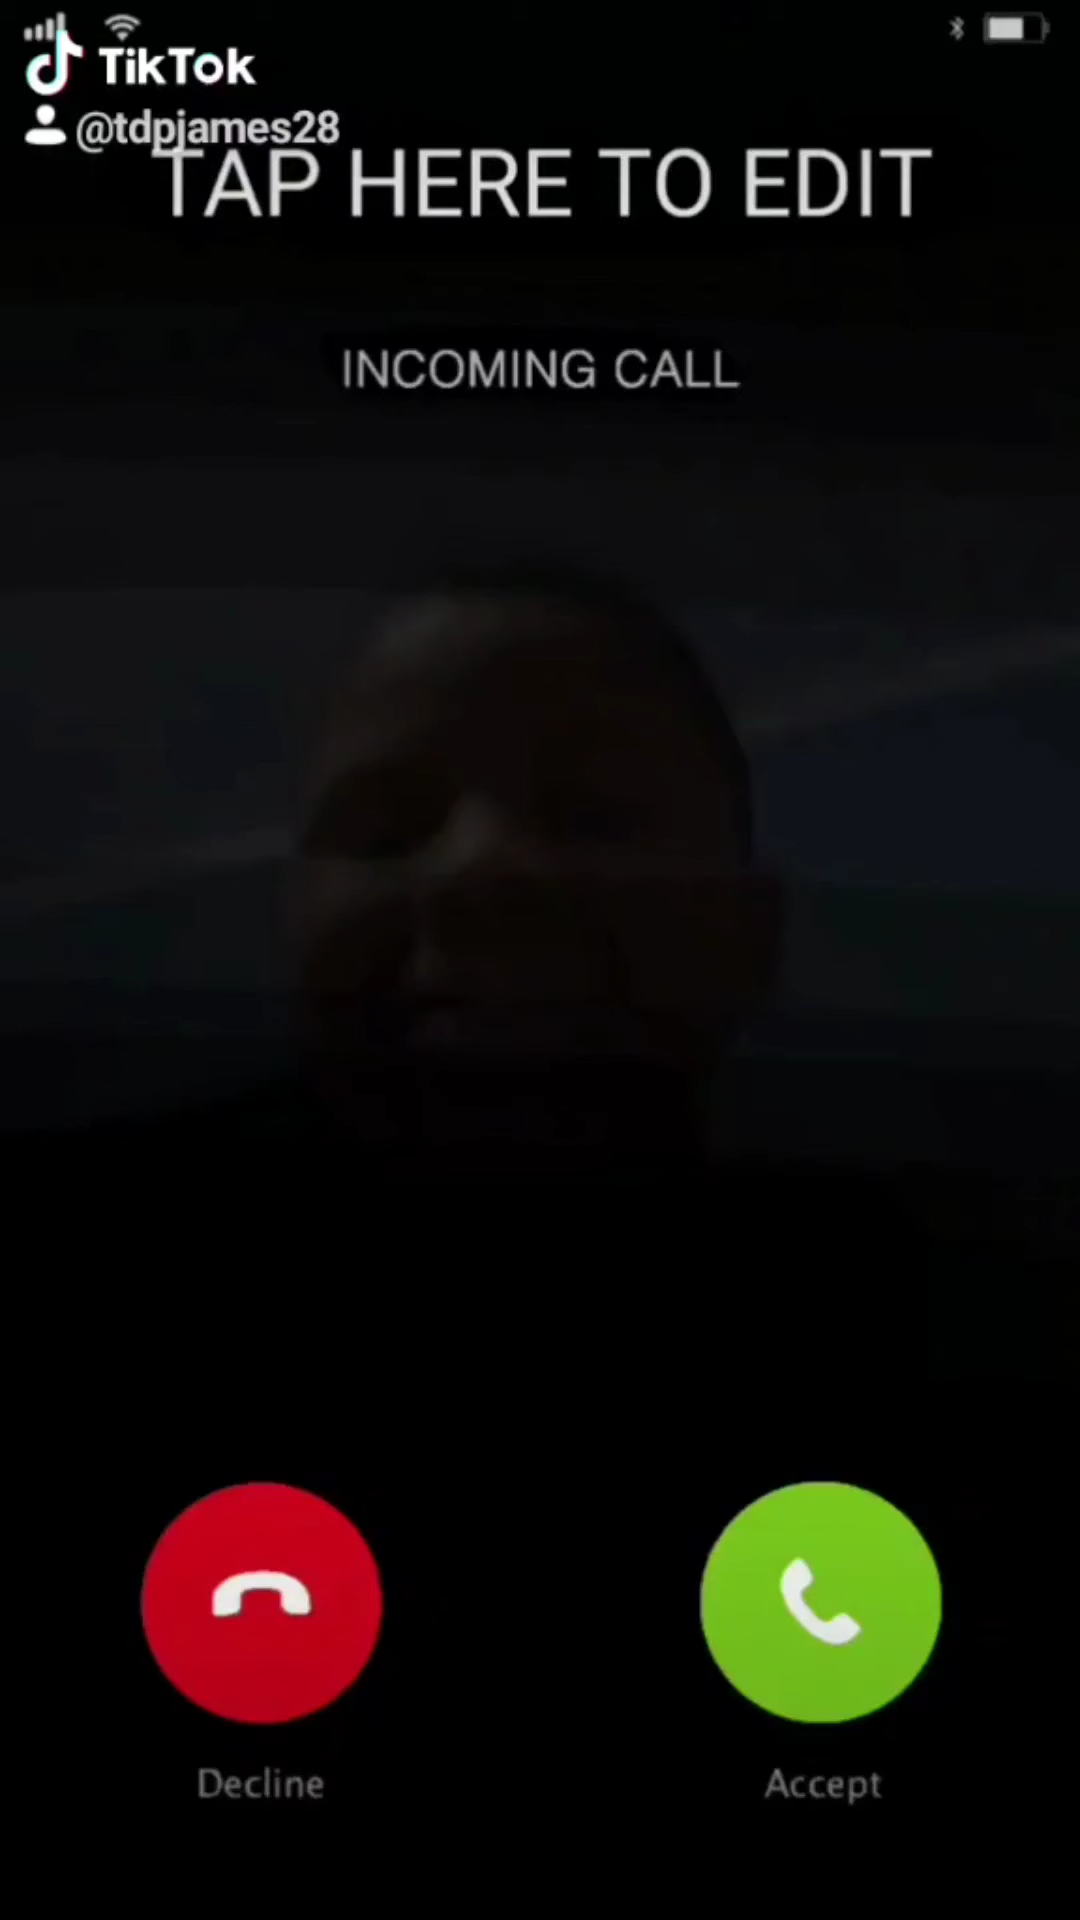 TikTok
@tdpjames28
TAP HERE TO EDIT
INCOMING CALL
Decline
Accept